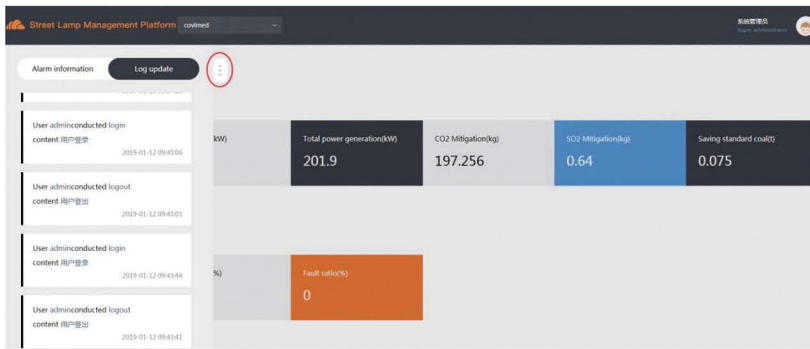 Street Lamp Management Platform covimed
系统管理员
Super administrator
Alarm information Log update
User adminconducted login
content 用户登录
2019-01-12 09:45:06
User adminconducted logout
content 用户登出
2019-01-12 09:45:03
User adminconducted login
content 用户登录
2019-01-12 09:43:44
User adminconducted logout
content 用户登出
2019-01-12 09:43:41
kW) Total power generation(kW) CO2 Mitigation(kg) SO2 Mitigation(kg) Saving standard coal(t)
201.9 197.256 0.64 0.075
%) Fault ratio(%)
0